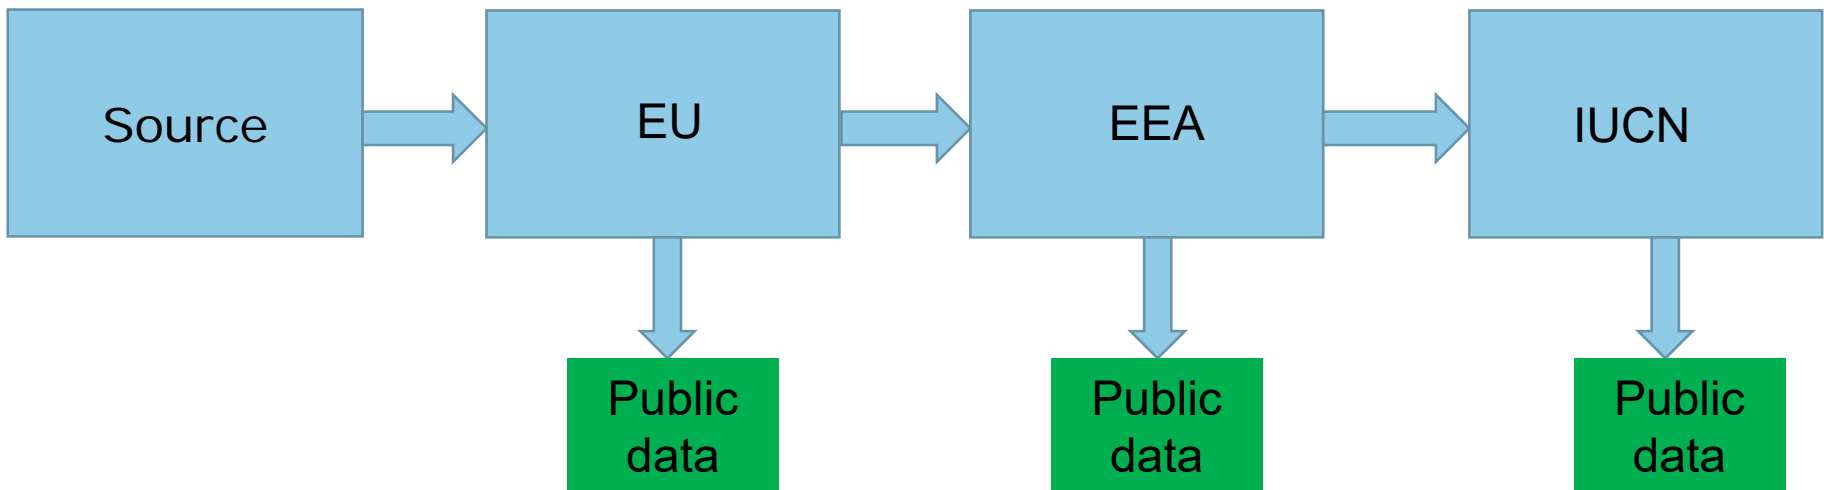 Source
EU
EEA
IUCN
Public
data
Public
data
Public
data